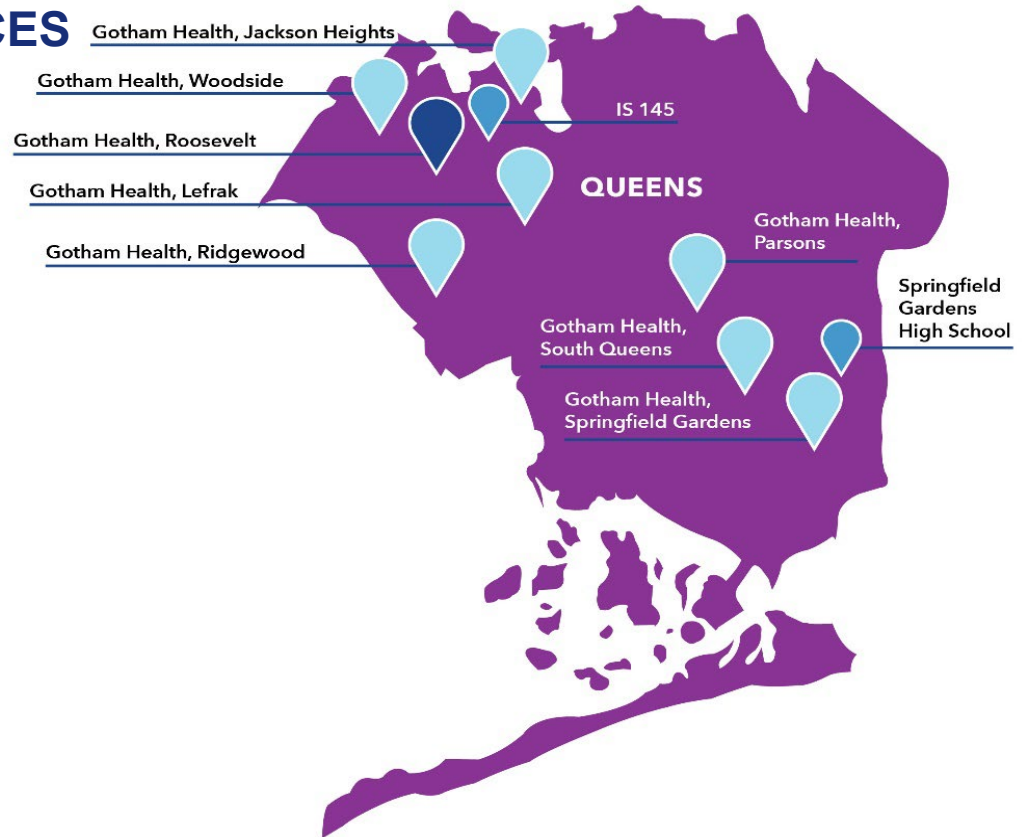 CES
Gotham Health, Jackson Heights
Gotham Health, Woodside
IS 145
Gotham Health, Roosevelt
Gotham Health, Lefrak
QUEENS
Gotham Health, Ridgewood
Gotham Health,
Parsons
Springfield
Gardens
High School
Gotham Health,
South Queens
Gotham Health,
Springfield Gardens